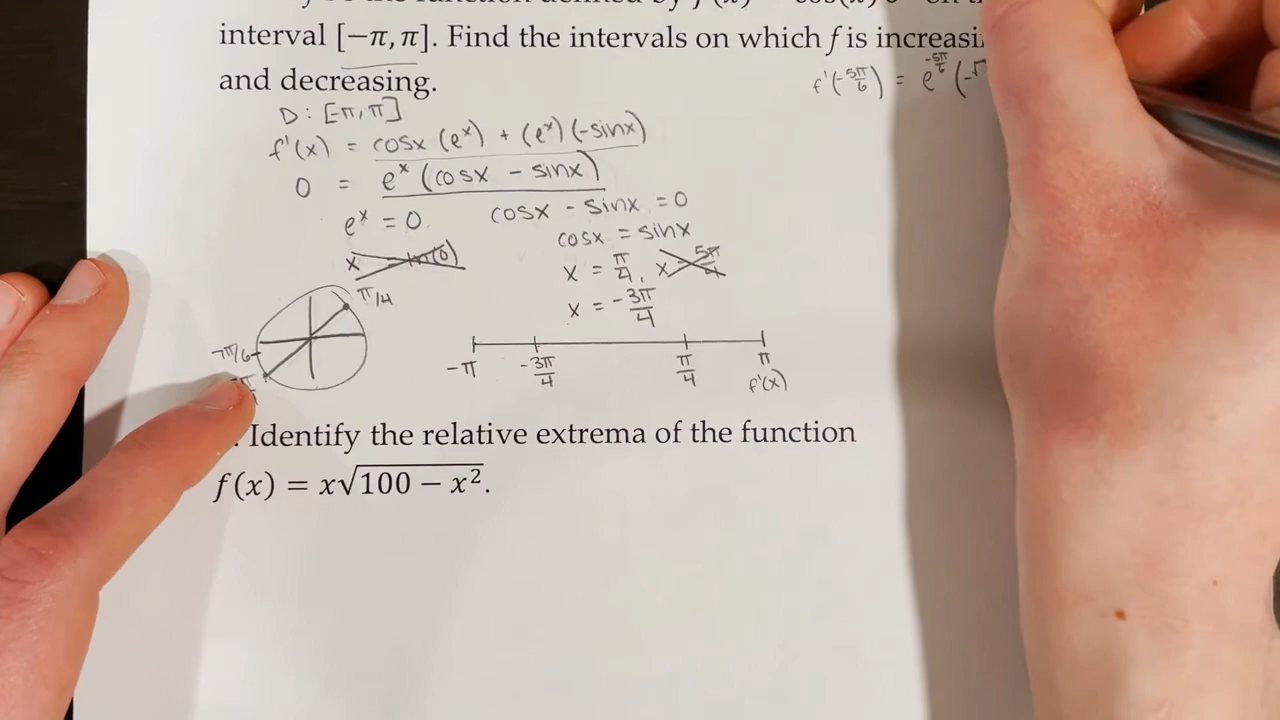 interval [−π, π]. Find the intervals on which f is
and decreasing.
f'(-5π/6) = e^(-5π/6) (-√
D : [-π, π]
f'(x) = cosx (e^x) + (e^x)(-sinx)
0 = e^x (cosx - sinx)
e^x = 0 cosx - sinx = 0
cosx = sinx
x = π/4, x
x = -3π/4
π/4
7π/6
-π -3π/4 π/4 π
f'(x)
. Identify the relative extrema of the function
f(x) = x√(100 − x²).